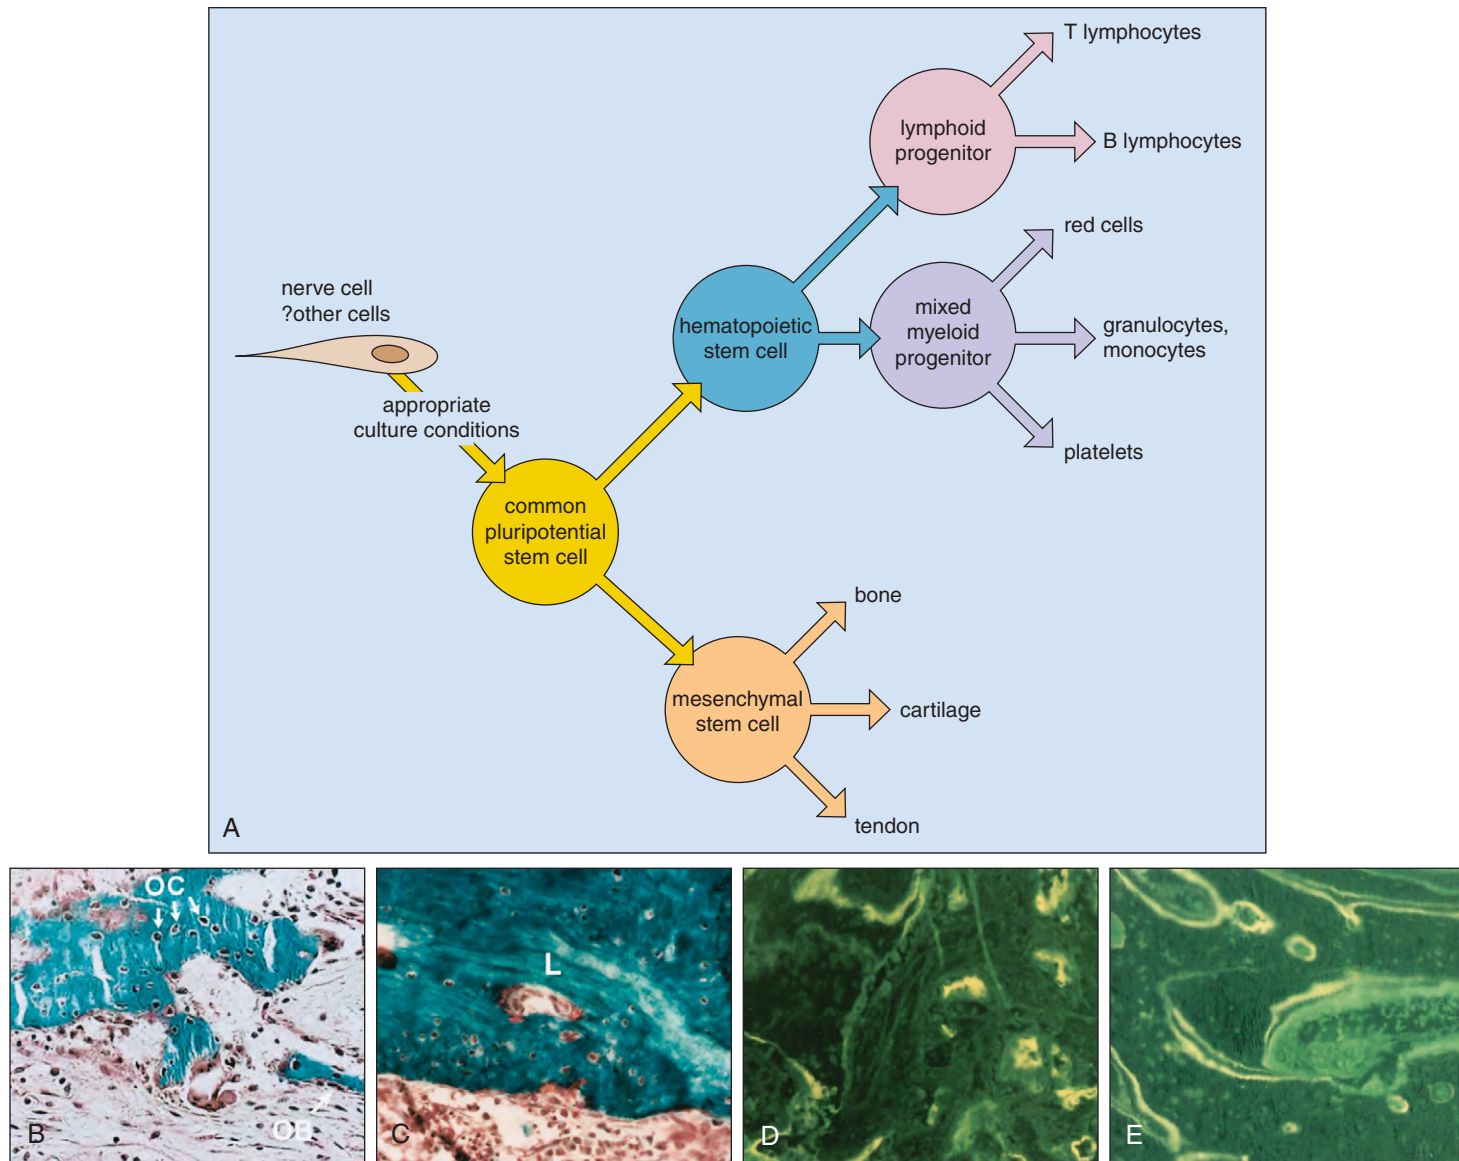 T lymphocytes
lymphoid
progenitor
B lymphocytes
red cells
nerve cell
?other cells
hematopoietic
stem cell
mixed
myeloid
progenitor
granulocytes,
monocytes
appropriate
culture conditions
platelets
common
pluripotential
stem cell
bone
mesenchymal
stem cell
cartilage
tendon
A
OC
OB
B
L
C
D
E